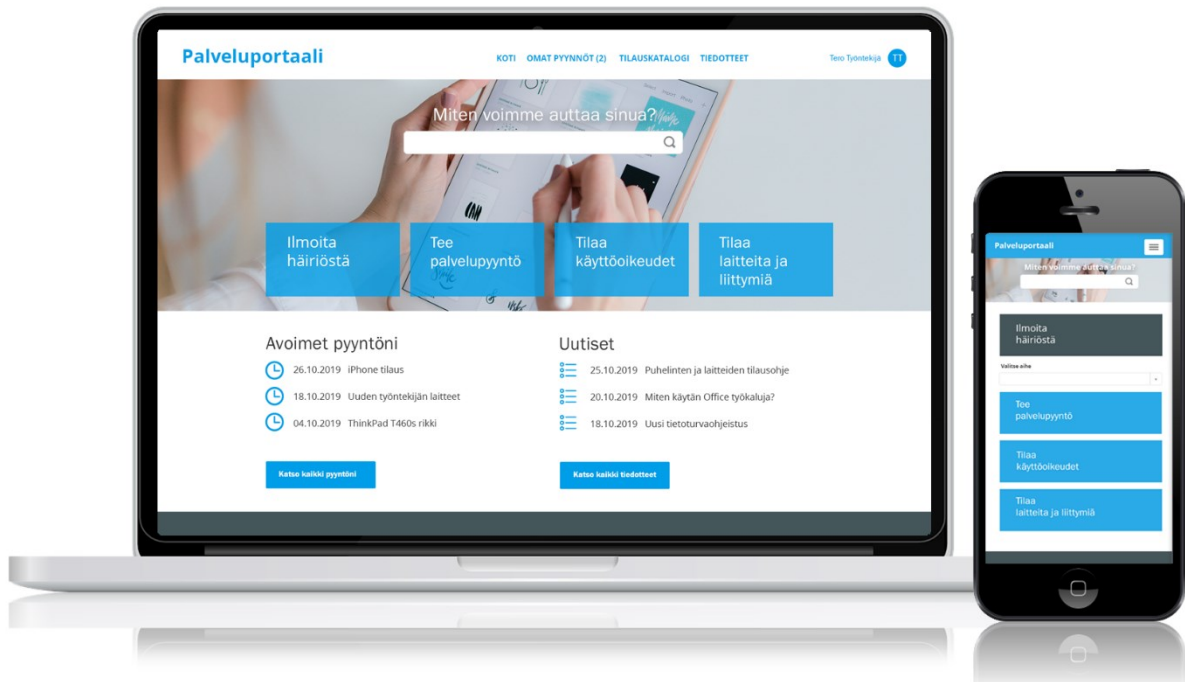 Palveluportaali
KOTI OMAT PYYNNÖT (2) TILAUSKATALOGI TIEDOTTEET
Tero Työntekijä TT
Miten voimme auttaa sinua?
Ilmoita
häiriöstä
Tee
palvelupyyntö
Tilaa
käyttöoikeudet
Tilaa
laitteita ja
liittymiä
Avoimet pyyntöni
26.10.2019 iPhone tilaus
18.10.2019 Uuden työntekijän laitteet
04.10.2019 ThinkPad T460s rikki
Katso kaikki pyyntöni
Uutiset
25.10.2019 Puhelinten ja laitteiden tilausohje
20.10.2019 Miten käytän Office työkaluja?
18.10.2019 Uusi tietoturvaohjeistus
Katso kaikki tiedotteet
Palveluportaali
Miten voimme auttaa sinua?
Ilmoita
häiriöstä
Valitse aihe
Tee
palvelupyyntö
Tilaa
käyttöoikeudet
Tilaa
laitteita ja liittymiä